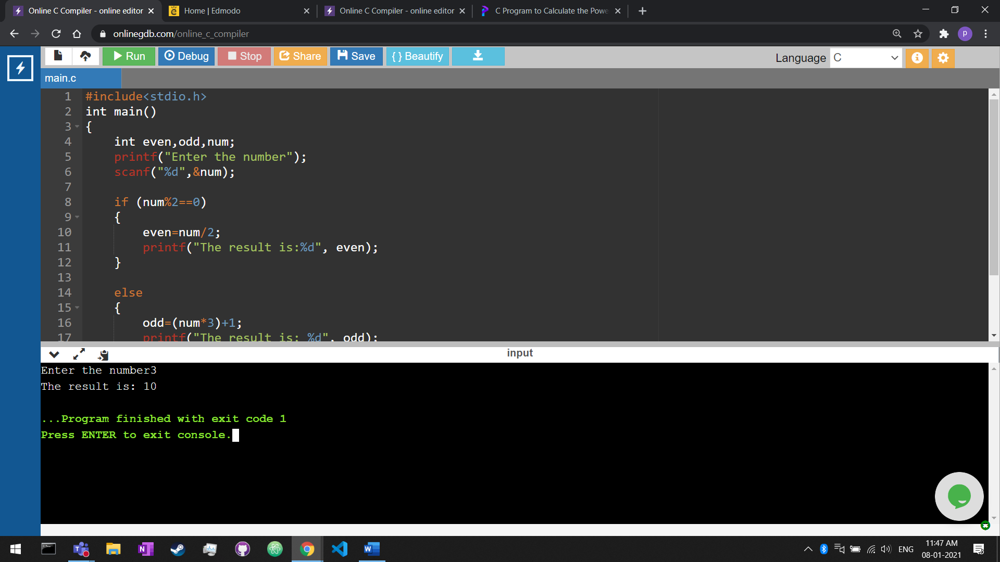 Online C Compiler - online editor
Home | Edmodo
Online C Compiler - online editor
C Program to Calculate the Powe
onlinegdb.com/online_c_compiler
P
Run
Debug
Stop
Share
Save
{ } Beautify
Language C
main.c
1 #include<stdio.h>
2 int main()
3 {
4 int even,odd,num;
5 printf("Enter the number");
6 scanf("%d",&num);
7
8 if (num%2==0)
9 {
10 even=num/2;
11 printf("The result is:%d", even);
12 }
13
14 else
15 {
16 odd=(num*3)+1;
17 printf("The result is: %d", odd);
input
Enter the number3
The result is: 10
...Program finished with exit code 1
Press ENTER to exit console.
ENG
11:47 AM
08-01-2021